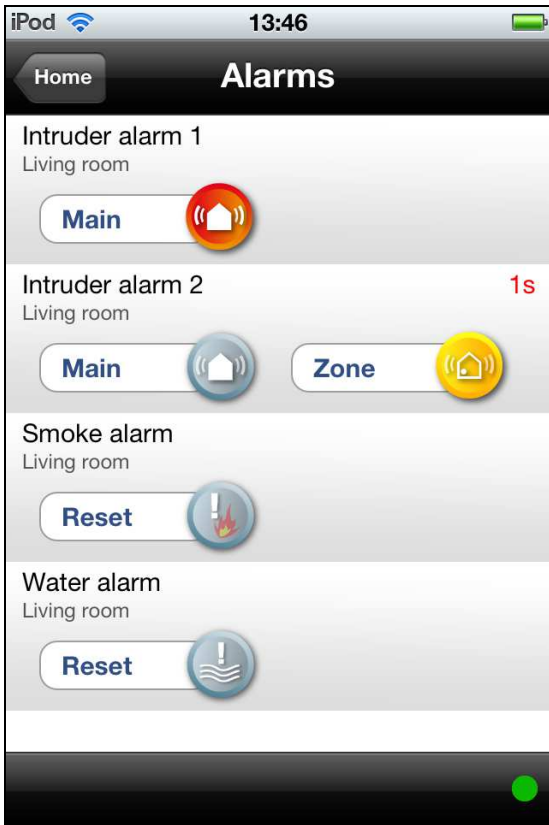 iPod 13:46
Home Alarms
Intruder alarm 1
Living room
Main
Intruder alarm 2 1s
Living room
Main Zone
Smoke alarm
Living room
Reset
Water alarm
Living room
Reset